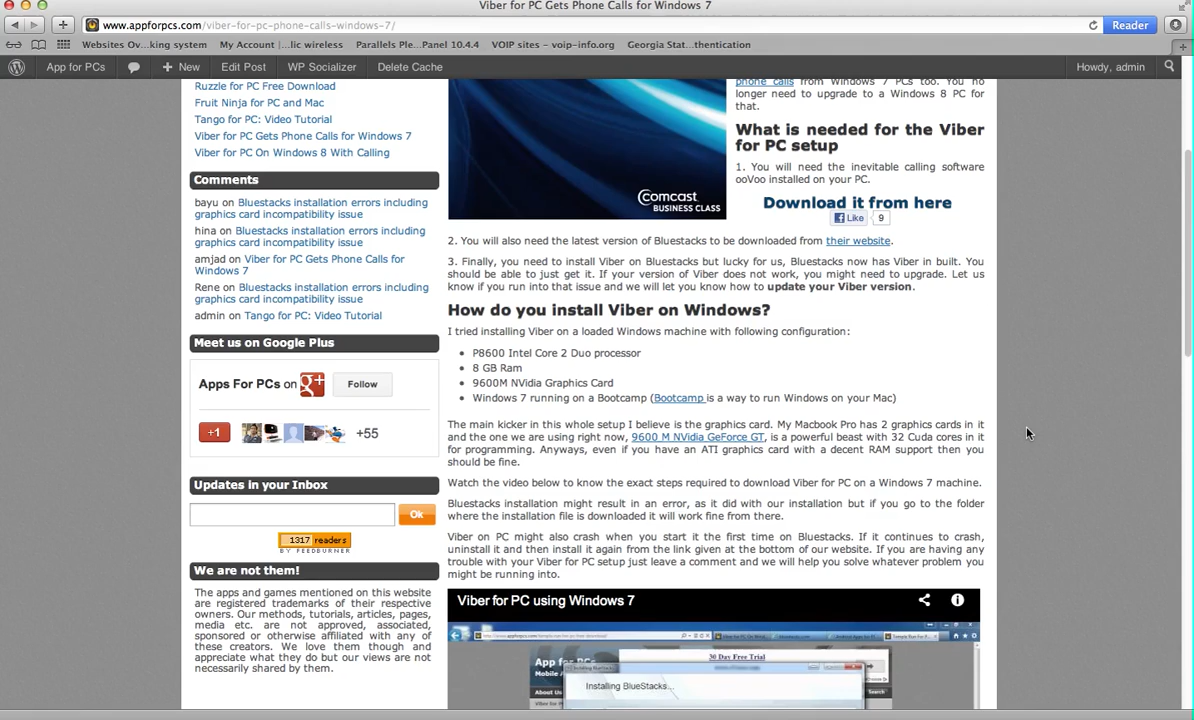 Viber for PC Gets Phone Calls for Windows 7
www.appforpcs.com/viber-for-pc-phone-calls-windows-7/
Reader
Websites Ov...king system My Account |...lic wireless Parallels Ple...Panel 10.4.4 VOIP sites – voip-info.org Georgia Stat...thentication
App for PCs New Edit Post WP Socializer Delete Cache Howdy, admin
Ruzzle for PC Free Download
Fruit Ninja for PC and Mac
Tango for PC: Video Tutorial
Viber for PC Gets Phone Calls for Windows 7
Viber for PC On Windows 8 With Calling
Comments
bayu on Bluestacks installation errors including
graphics card incompatibility issue
hina on Bluestacks installation errors including
graphics card incompatibility issue
amjad on Viber for PC Gets Phone Calls for
Windows 7
Rene on Bluestacks installation errors including
graphics card incompatibility issue
admin on Tango for PC: Video Tutorial
Meet us on Google Plus
Apps For PCs on g+ Follow
+1 +55
Updates in your Inbox
Ok
1317 readers
BY FEEDBURNER
We are not them!
The apps and games mentioned on this website
are registered trademarks of their respective
owners. Our methods, tutorials, articles, pages,
media etc. are not approved, associated,
sponsored or otherwise affiliated with any of
these creators. We love them though and
appreciate what they do but our views are not
necessarily shared by them.
COMCAST
BUSINESS CLASS
phone calls from Windows 7 PCs too. You no
longer need to upgrade to a Windows 8 PC for
that.
What is needed for the Viber
for PC setup
1. You will need the inevitable calling software
ooVoo installed on your PC.
Download it from here
Like 9
2. You will also need the latest version of Bluestacks to be downloaded from their website.
3. Finally, you need to install Viber on Bluestacks but lucky for us, Bluestacks now has Viber in built. You
should be able to just get it. If your version of Viber does not work, you might need to upgrade. Let us
know if you run into that issue and we will let you know how to update your Viber version.
How do you install Viber on Windows?
I tried installing Viber on a loaded Windows machine with following configuration:
• P8600 Intel Core 2 Duo processor
• 8 GB Ram
• 9600M NVidia Graphics Card
• Windows 7 running on a Bootcamp (Bootcamp is a way to run Windows on your Mac)
The main kicker in this whole setup I believe is the graphics card. My Macbook Pro has 2 graphics cards in it
and the one we are using right now, 9600 M NVidia GeForce GT, is a powerful beast with 32 Cuda cores in it
for programming. Anyways, even if you have an ATI graphics card with a decent RAM support then you
should be fine.
Watch the video below to know the exact steps required to download Viber for PC on a Windows 7 machine.
Bluestacks installation might result in an error, as it did with our installation but if you go to the folder
where the installation file is downloaded it will work fine from there.
Viber on PC might also crash when you start it the first time on Bluestacks. If it continues to crash,
uninstall it and then install it again from the link given at the bottom of our website. If you are having any
trouble with your Viber for PC setup just leave a comment and we will help you solve whatever problem you
might be running into.
Viber for PC using Windows 7
30 Day Free Trial
Installing BlueStacks...